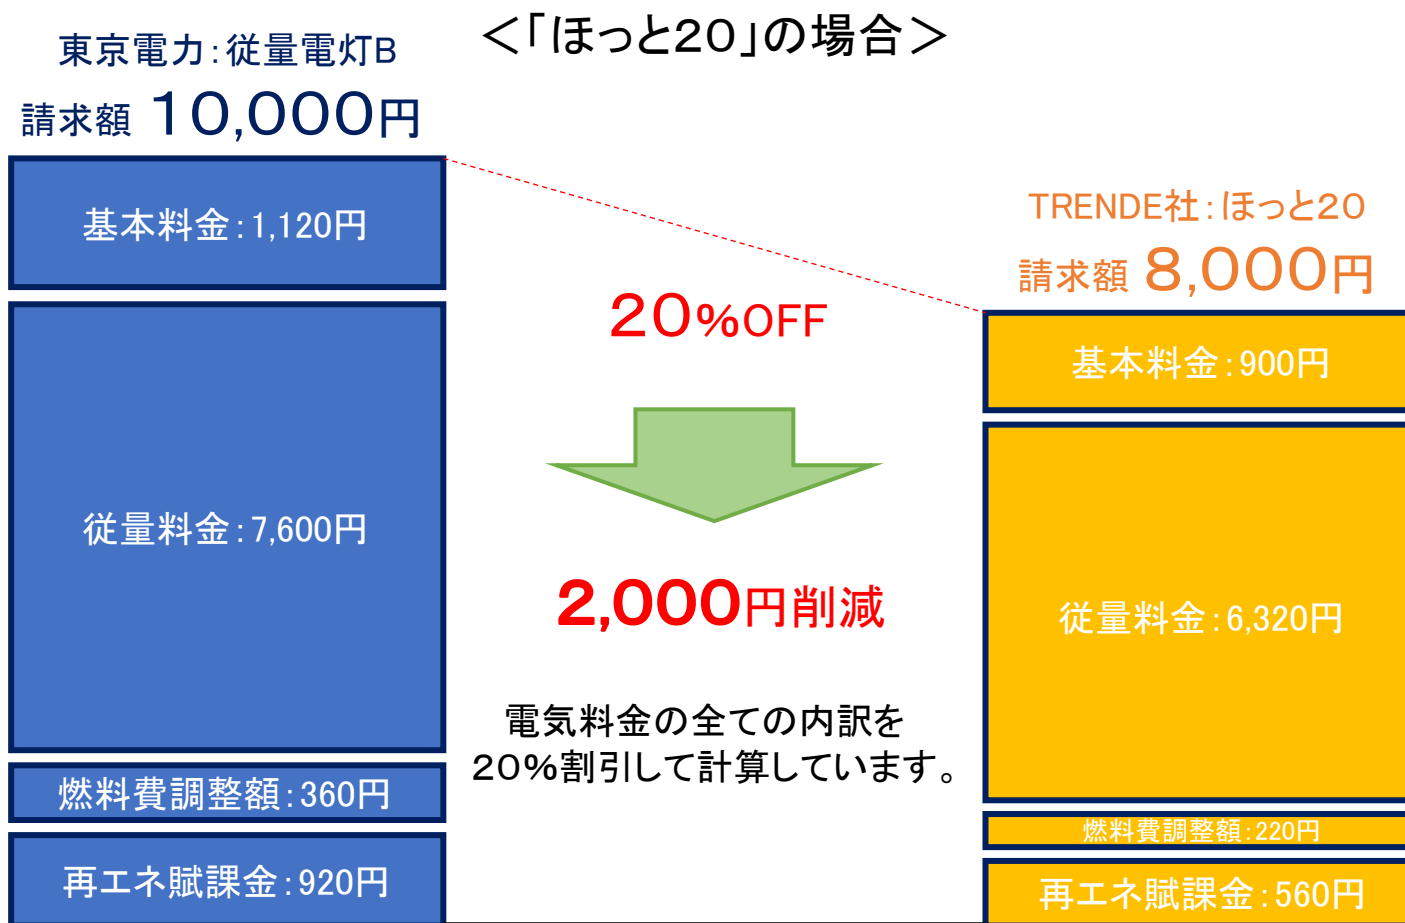 ＜「ほっと２０」の場合＞
東京電力：従量電灯B
請求額 １０,０００円
基本料金：1,120円
従量料金：7,600円
燃料費調整額：360円
再エネ賦課金：920円
２０％OFF
２,０００円削減
電気料金の全ての内訳を
２０％割引して計算しています。
TRENDE社：ほっと２０
請求額 ８,０００円
基本料金：900円
従量料金：6,320円
燃料費調整額：220円
再エネ賦課金：560円